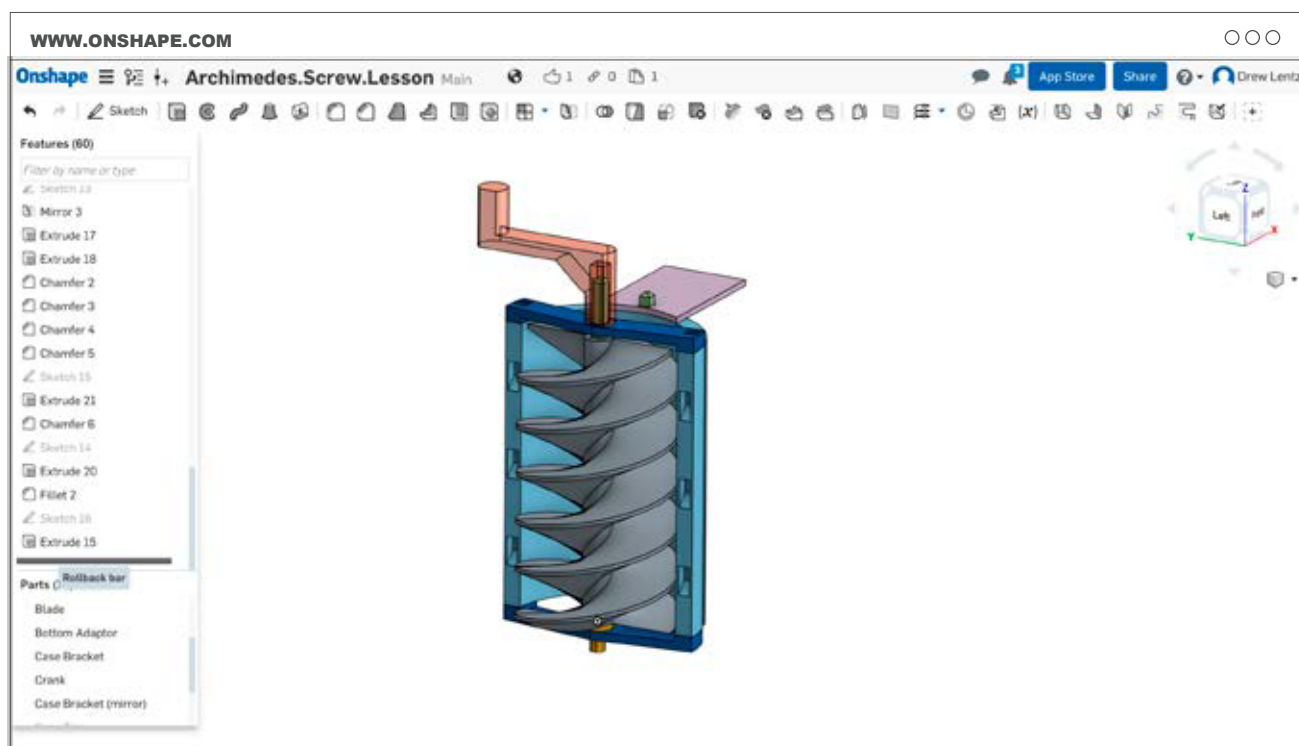 WWW.ONSHAPE.COM
Onshape Archimedes.Screw.Lesson Main 1 0 1 3 App Store Share Drew Lentz
Sketch (x)
Features (60)
Filter by name or type
Mirror 3
Extrude 17
Extrude 18
Chamfer 2
Chamfer 3
Chamfer 4
Chamfer 5
Sketch 15
Extrude 21
Chamfer 6
Sketch 14
Extrude 20
Fillet 2
Extrude 15
Rollback bar
Parts (
Blade
Bottom Adaptor
Case Bracket
Crank
Case Bracket (mirror)
Z
Left
Y
X